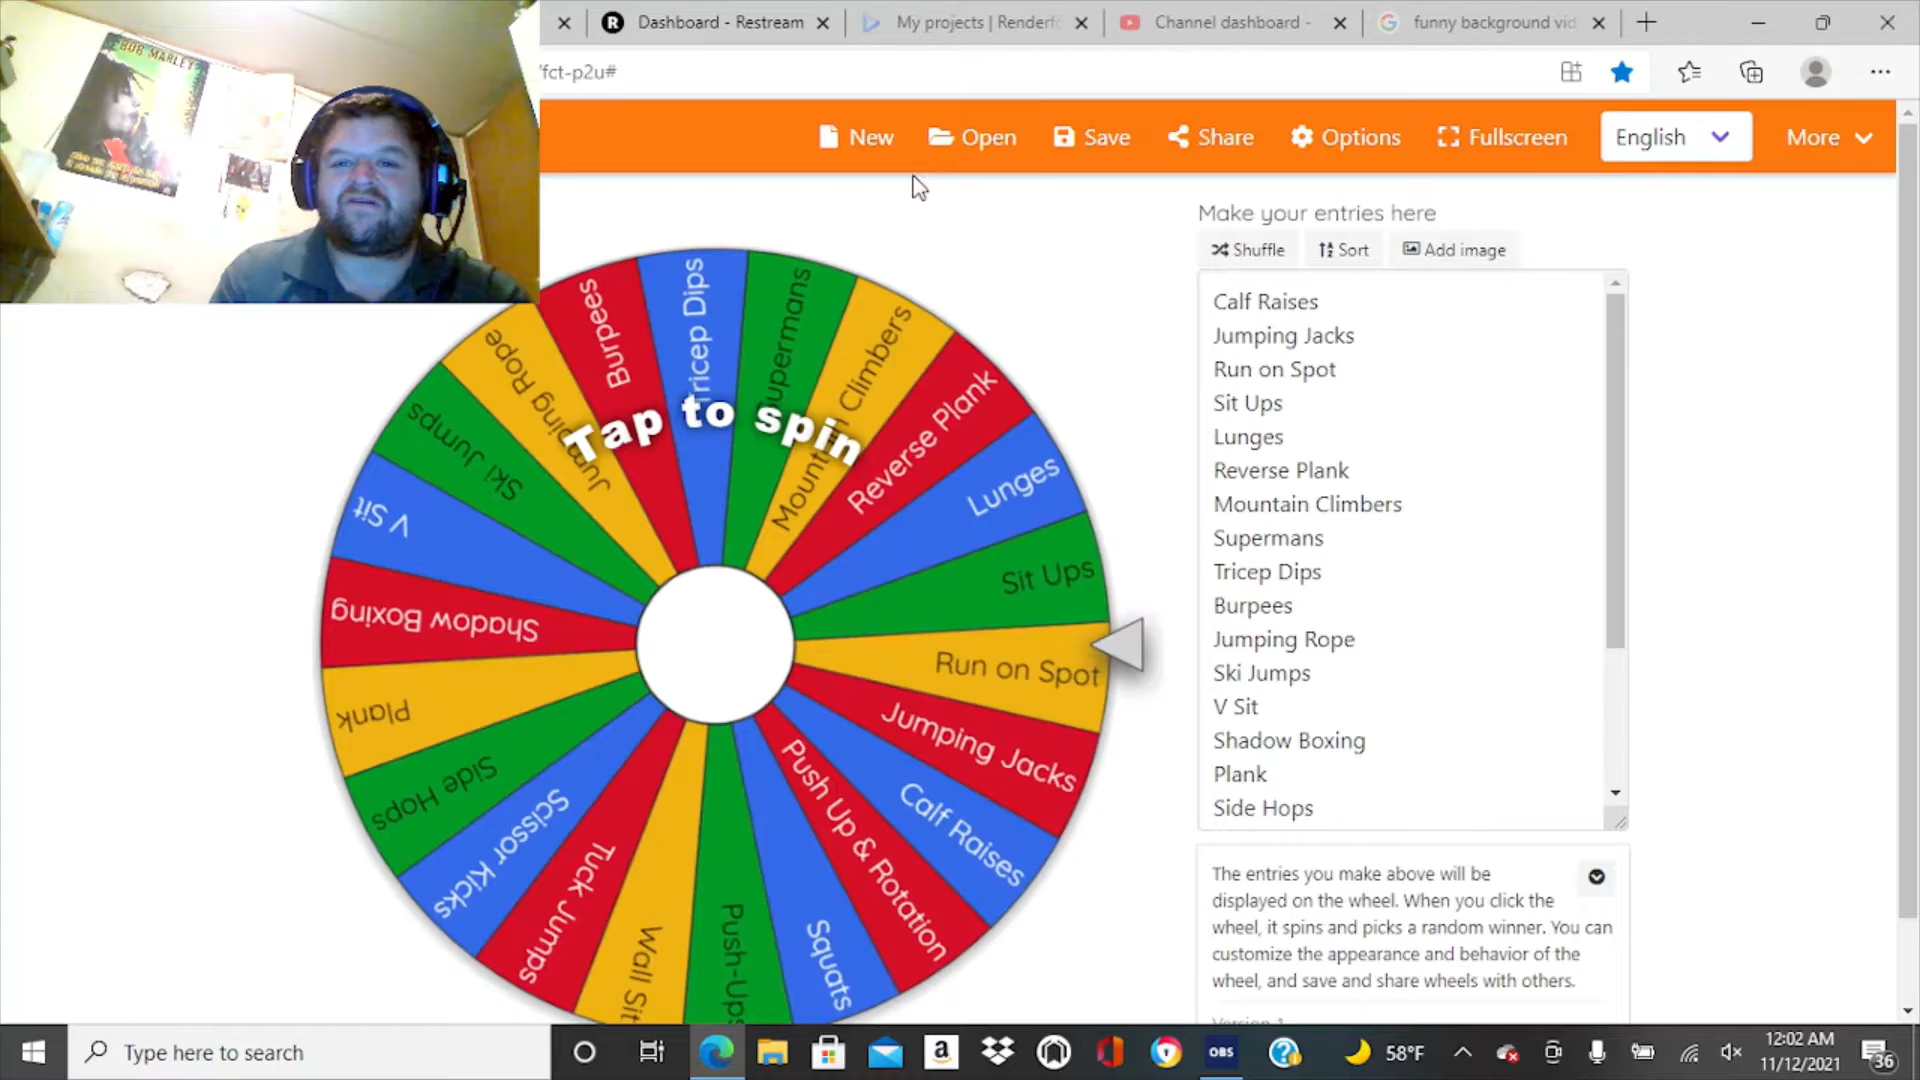 BOB MARLEY
Dashboard - Restream
My projects | Renderfo
Channel dashboard -
funny background vid
/fct-p2u#
New
Open
Save
Share
Options
Fullscreen
English
More
Make your entries here
Shuffle
Sort
Add image
Calf Raises
Jumping Jacks
Run on Spot
Sit Ups
Lunges
Reverse Plank
Mountain Climbers
Supermans
Tricep Dips
Burpees
Jumping Rope
Ski Jumps
V Sit
Shadow Boxing
Plank
Side Hops
Tap to spin
Burpees
Tricep Dips
Supermans
Mountain Climbers
Reverse Plank
Lunges
Sit Ups
Run on Spot
Jumping Jacks
Calf Raises
Push Up & Rotation
Squats
Push-Ups
Wall Sit
Tuck Jumps
Scissor Kicks
Side Hops
Plank
Shadow Boxing
V Sit
Ski Jumps
Jumping Rope
The entries you make above will be
displayed on the wheel. When you click the
wheel, it spins and picks a random winner. You can
customize the appearance and behavior of the
wheel, and save and share wheels with others.
Version 1
Type here to search
OBS
58°F
12:02 AM
11/12/2021
36